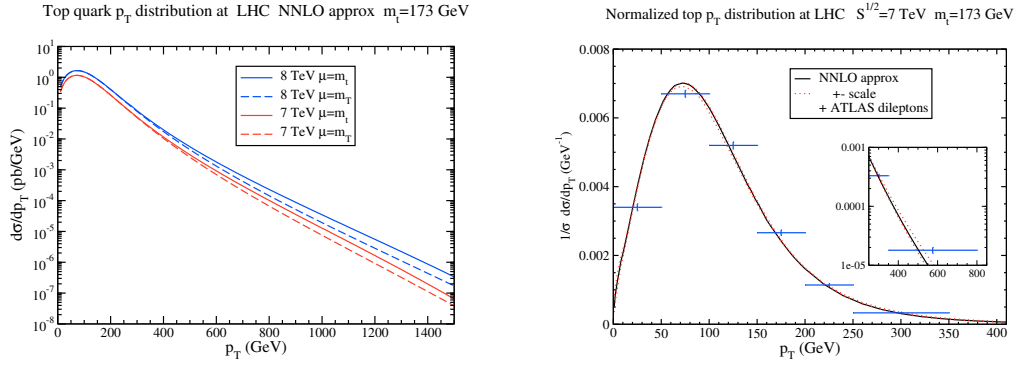 Top quark p_T distribution at LHC NNLO approx m_t=173 GeV
10^1
10^0
10^-1
10^-2
10^-3
10^-4
10^-5
10^-6
10^-7
10^-8
dσ/dp_T (pb/GeV)
8 TeV μ=m_t
8 TeV μ=m_T
7 TeV μ=m_t
7 TeV μ=m_T
0 200 400 600 800 1000 1200 1400
p_T (GeV)
Normalized top p_T distribution at LHC S^1/2=7 TeV m_t=173 GeV
0.008
0.006
0.004
0.002
0
1/σ dσ/dp_T (GeV^-1)
NNLO approx
+- scale
+ ATLAS dileptons
0.001
0.0001
1e-05
400 600 800
0 50 100 150 200 250 300 350 400
p_T (GeV)